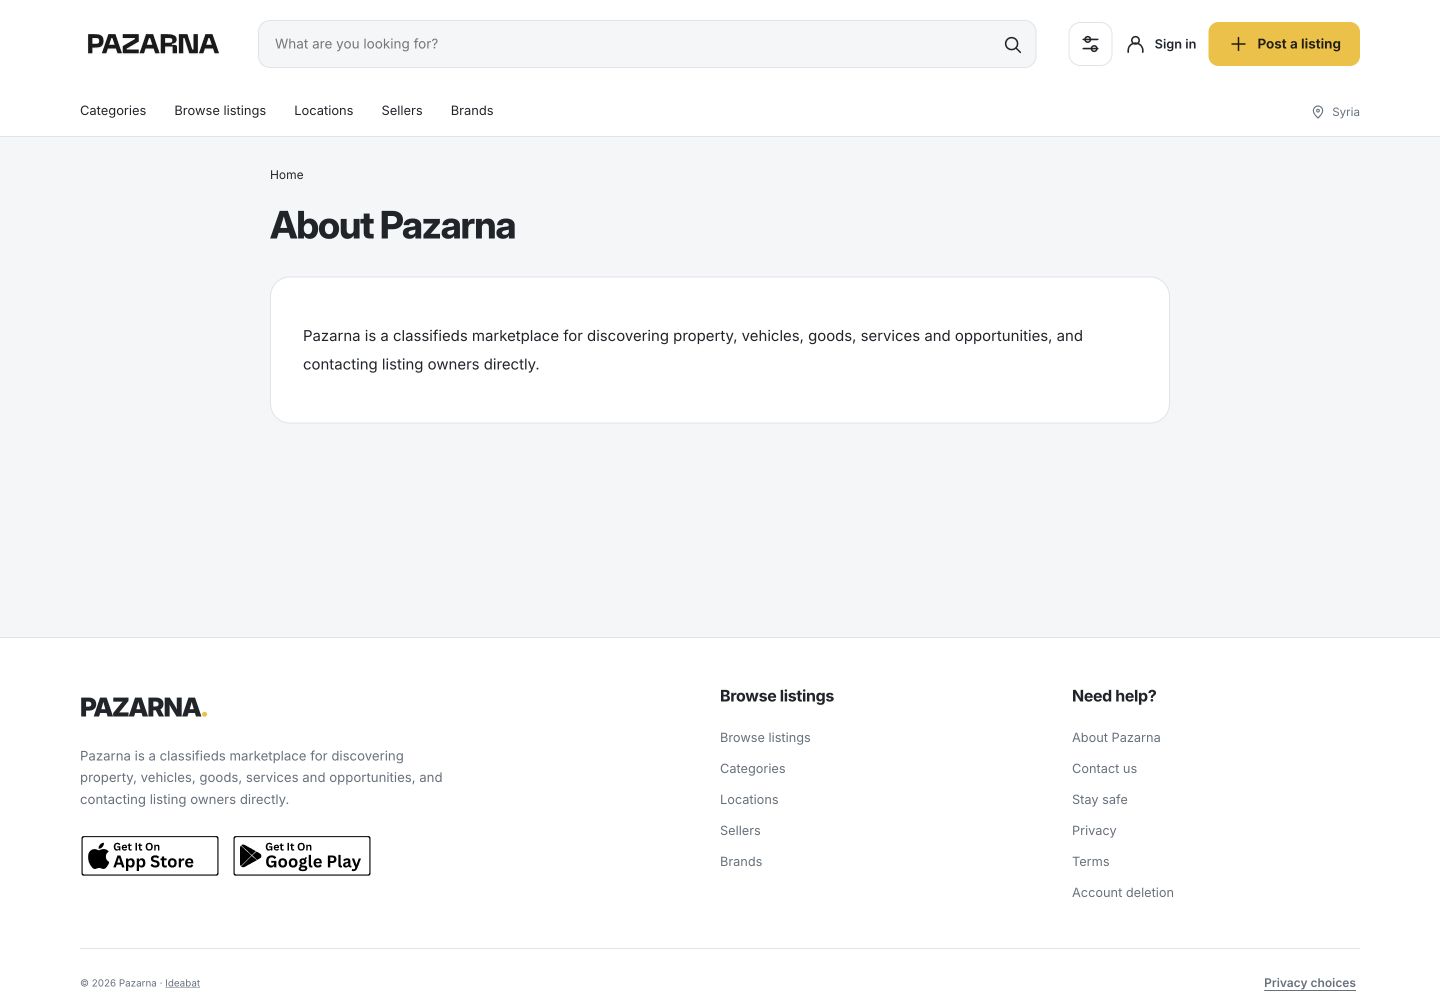 PAZARNA
What are you looking for?
Sign in
Post a listing
Categories
Browse listings
Locations
Sellers
Brands
Syria
Home
About Pazarna
Pazarna is a classifieds marketplace for discovering property, vehicles, goods, services and opportunities, and
contacting listing owners directly.
PAZARNA.
Pazarna is a classifieds marketplace for discovering
property, vehicles, goods, services and opportunities, and
contacting listing owners directly.
Get It On
App Store
Get It On
Google Play
Browse listings
Browse listings
Categories
Locations
Sellers
Brands
Need help?
About Pazarna
Contact us
Stay safe
Privacy
Terms
Account deletion
© 2026 Pazarna · Ideabat
Privacy choices